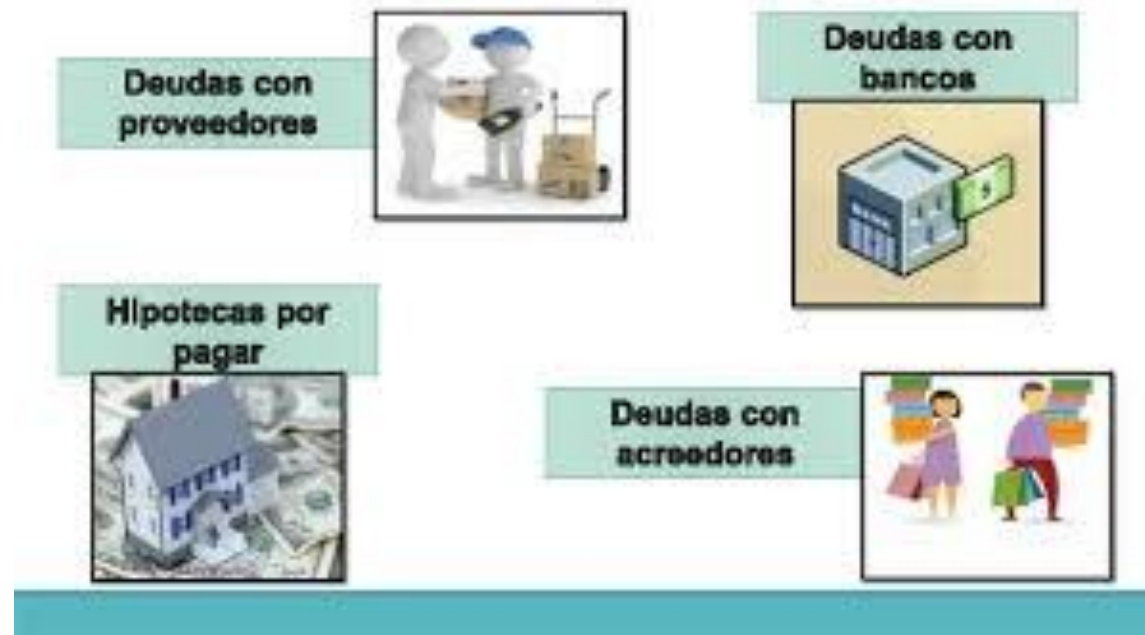 Deudas con
proveedores
Deudas con
bancos
Hipotecas por
pagar
Deudas con
acreedores